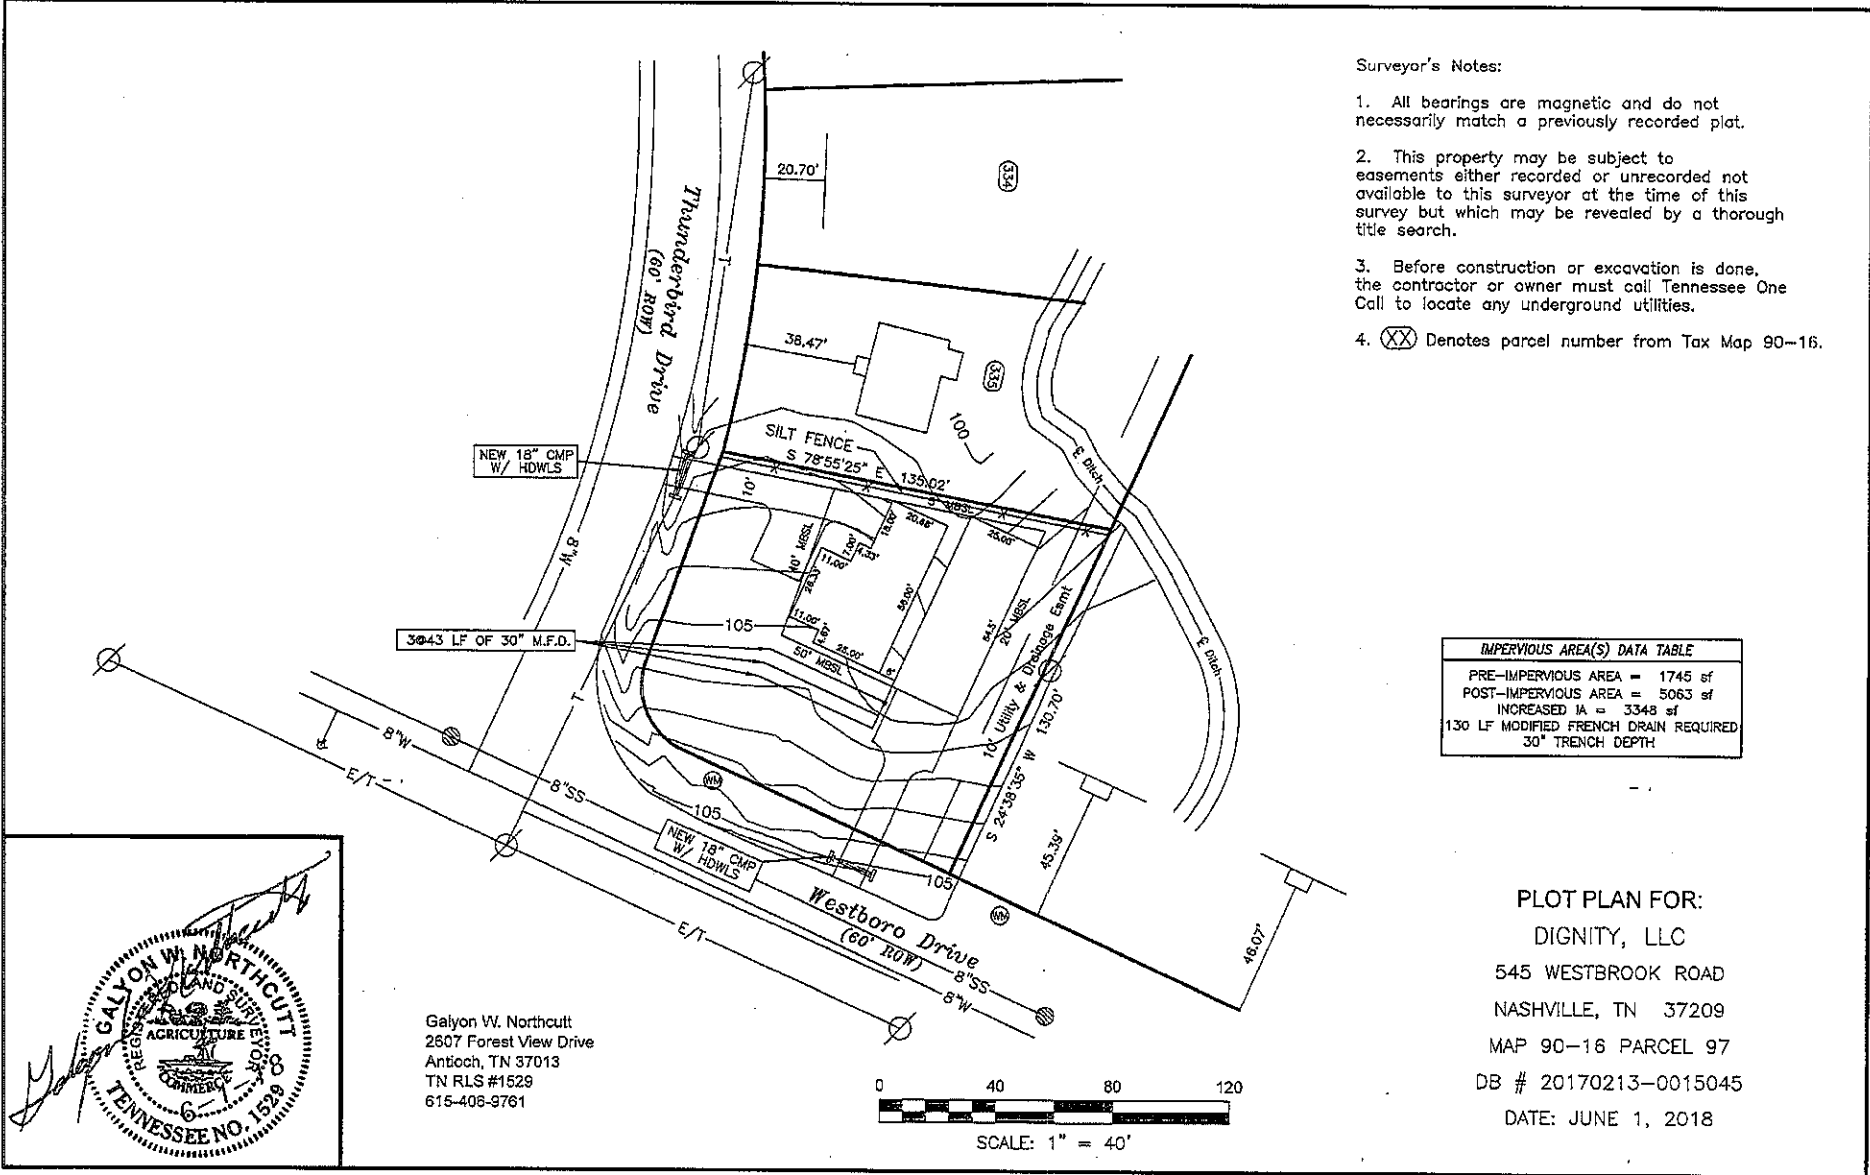 Surveyor's Notes:
1. All bearings are magnetic and do not
necessarily match a previously recorded plat.
2. This property may be subject to
easements either recorded or unrecorded not
available to this surveyor at the time of this
survey but which may be revealed by a thorough
title search.
3. Before construction or excavation is done,
the contractor or owner must call Tennessee One
Call to locate any underground utilities.
4. (XX) Denotes parcel number from Tax Map 90-16.
20.70'
334
T
Thunderbird Drive
(60' ROW)
38.47'
335
100
SILT FENCE
S 78°55'25" E
135.02'
5' MBSL
NEW 18" CMP
W/ HDWLS
10'
40' MBSL
20.46'
25.00'
18.00'
7.00'
4.33'
11.00'
26.33'
56.00'
11.00'
4.67'
25.00'
50' MBSL
64.5'
20' MBSL
10' Utility & Drainage Esmt
S 24°38'35" W 130.70'
Ditch
Ditch
8"W
105
3@43 LF OF 30" M.F.D.
T
8"W
E/T
8"SS
WM
105
NEW 18" CMP
W/ HDWLS
105
Westboro Drive
(60' ROW)
E/T
8"SS
8"W
WM
45.39'
46.07'
IMPERVIOUS AREA(S) DATA TABLE
PRE-IMPERVIOUS AREA = 1745 sf
POST-IMPERVIOUS AREA = 5063 sf
INCREASED IA = 3348 sf
130 LF MODIFIED FRENCH DRAIN REQUIRED
30" TRENCH DEPTH
PLOT PLAN FOR:
DIGNITY, LLC
545 WESTBROOK ROAD
NASHVILLE, TN 37209
MAP 90-16 PARCEL 97
DB # 20170213-0015045
DATE: JUNE 1, 2018
GALYON W. NORTHCUTT
REGISTERED LAND SURVEYOR
AGRICULTURE
COMMERCE
TENNESSEE NO. 1529
Galyon W. Northcutt
2607 Forest View Drive
Antioch, TN 37013
TN RLS #1529
615-406-9761
0 40 80 120
SCALE: 1" = 40'